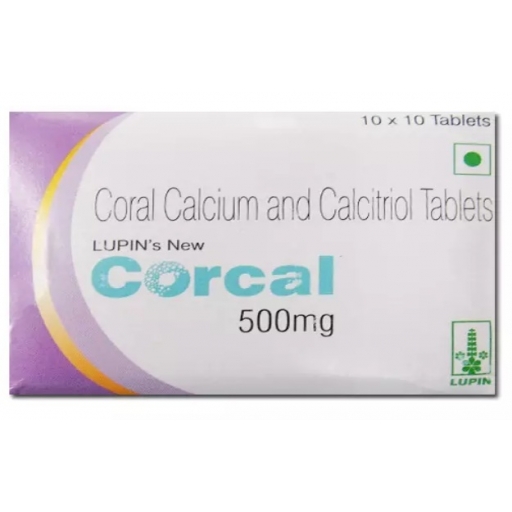 10 x 10 Tablets
Coral Calcium and Calcitriol Tablets
LUPIN's New
Corcal
500mg
LUPIN